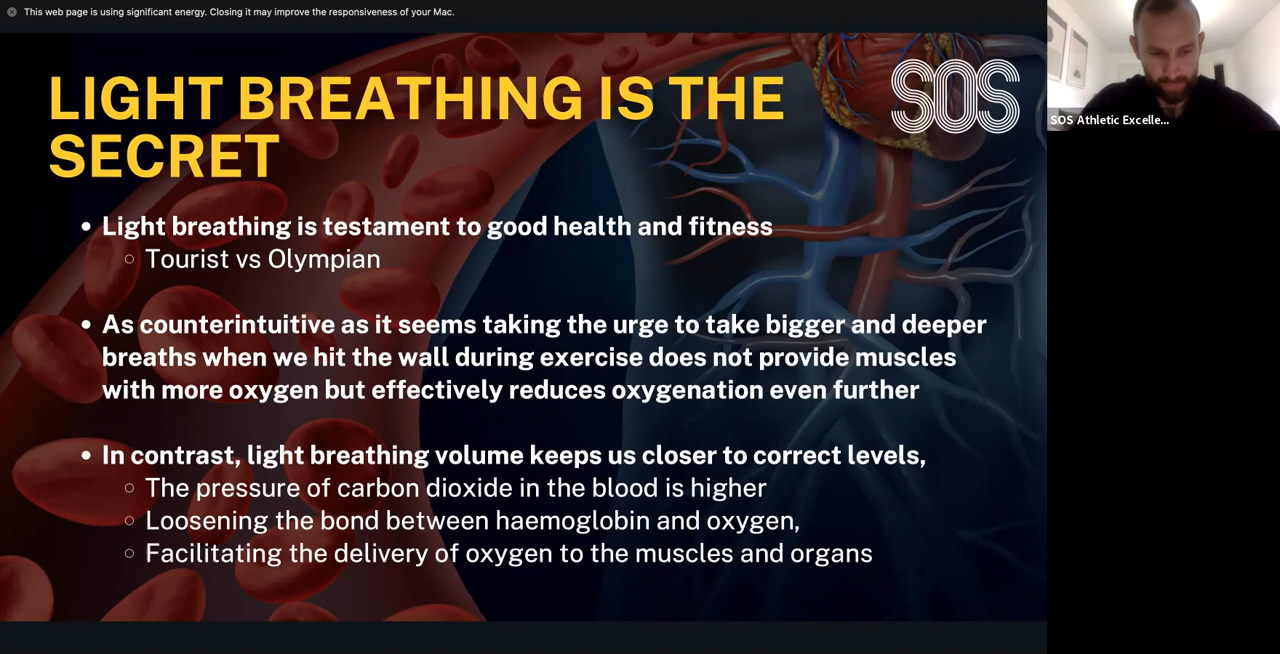 This web page is using significant energy. Closing it may improve the responsiveness of your Mac.
LIGHT BREATHING IS THE
SECRET
SOS
SOS Athletic Excelle...
• Light breathing is testament to good health and fitness
○ Tourist vs Olympian
• As counterintuitive as it seems taking the urge to take bigger and deeper
breaths when we hit the wall during exercise does not provide muscles
with more oxygen but effectively reduces oxygenation even further
• In contrast, light breathing volume keeps us closer to correct levels,
○ The pressure of carbon dioxide in the blood is higher
○ Loosening the bond between haemoglobin and oxygen,
○ Facilitating the delivery of oxygen to the muscles and organs